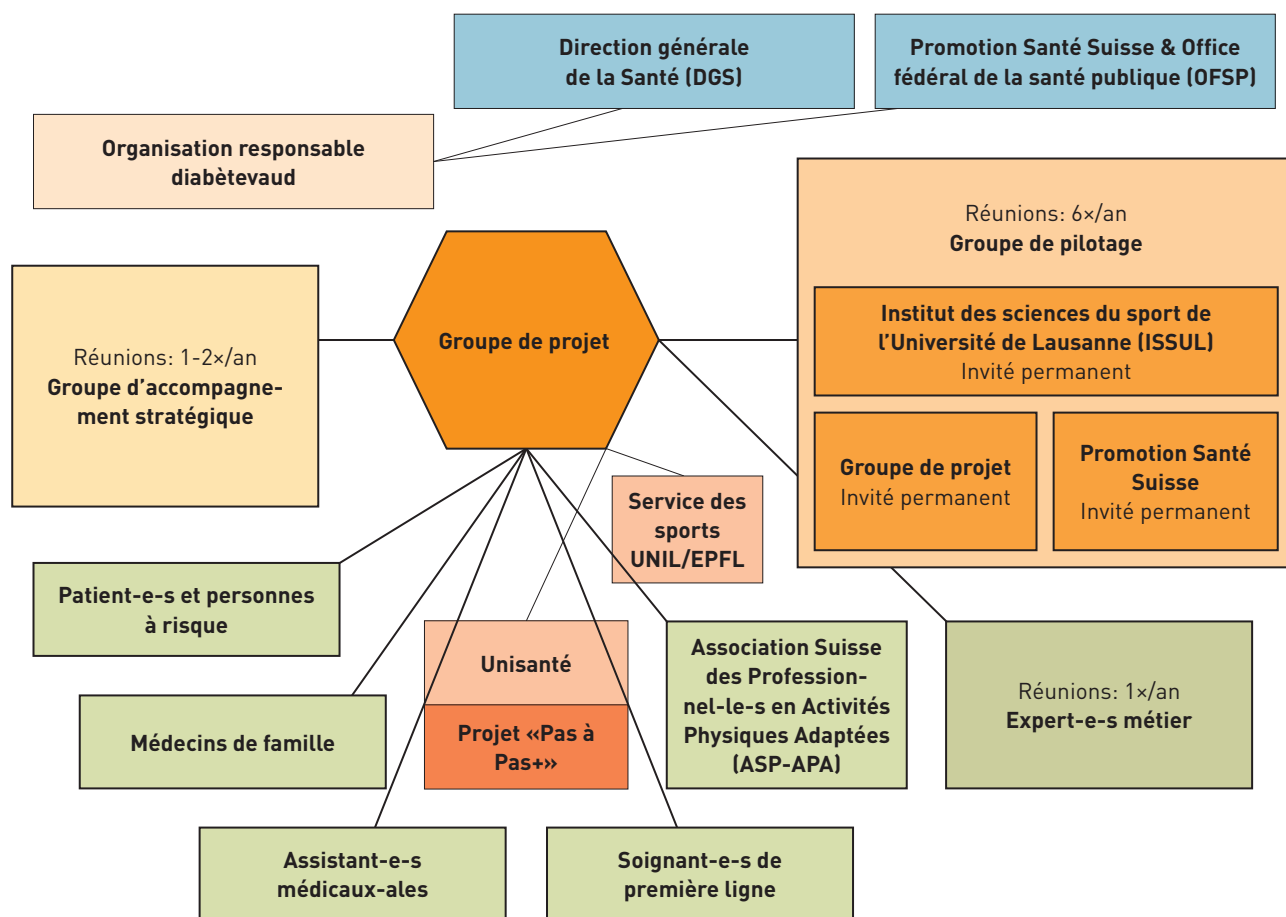 Direction générale
de la Santé (DGS)
Promotion Santé Suisse & Office
fédéral de la santé publique (OFSP)
Organisation responsable
diabètevaud
Réunions: 6×/an
Groupe de pilotage
Institut des sciences du sport de
l’Université de Lausanne (ISSUL)
Invité permanent
Groupe de projet
Invité permanent
Promotion Santé
Suisse
Invité permanent
Groupe de projet
Réunions: 1-2×/an
Groupe d’accompagne-
ment stratégique
Service des
sports
UNIL/EPFL
Patient-e-s et personnes
à risque
Unisanté
Projet «Pas à
Pas+»
Association Suisse
des Profession-
nel-le-s en Activités
Physiques Adaptées
(ASP-APA)
Réunions: 1×/an
Expert-e-s métier
Médecins de famille
Assistant-e-s
médicaux-ales
Soignant-e-s de
première ligne